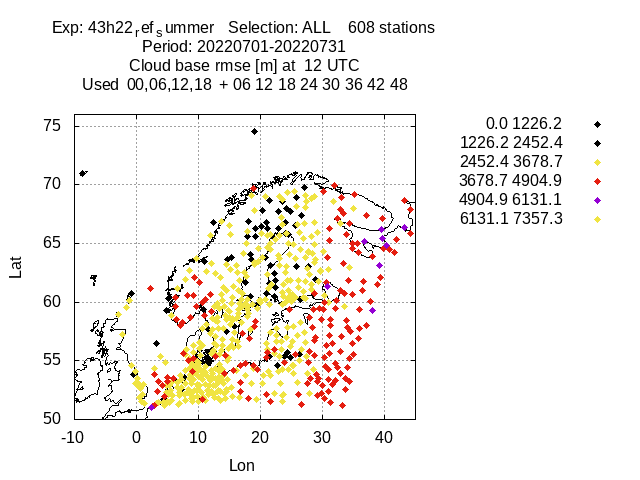 Exp: 43h22_ref_summer   Selection: ALL    608 stations
Period: 20220701-20220731
Cloud base rmse [m] at  12 UTC
Used  00,06,12,18  + 06 12 18 24 30 36 42 48
0.0 1226.2
1226.2 2452.4
2452.4 3678.7
3678.7 4904.9
4904.9 6131.1
6131.1 7357.3
75
70
65
60
55
50
Lat
-10 0 10 20 30 40
Lon